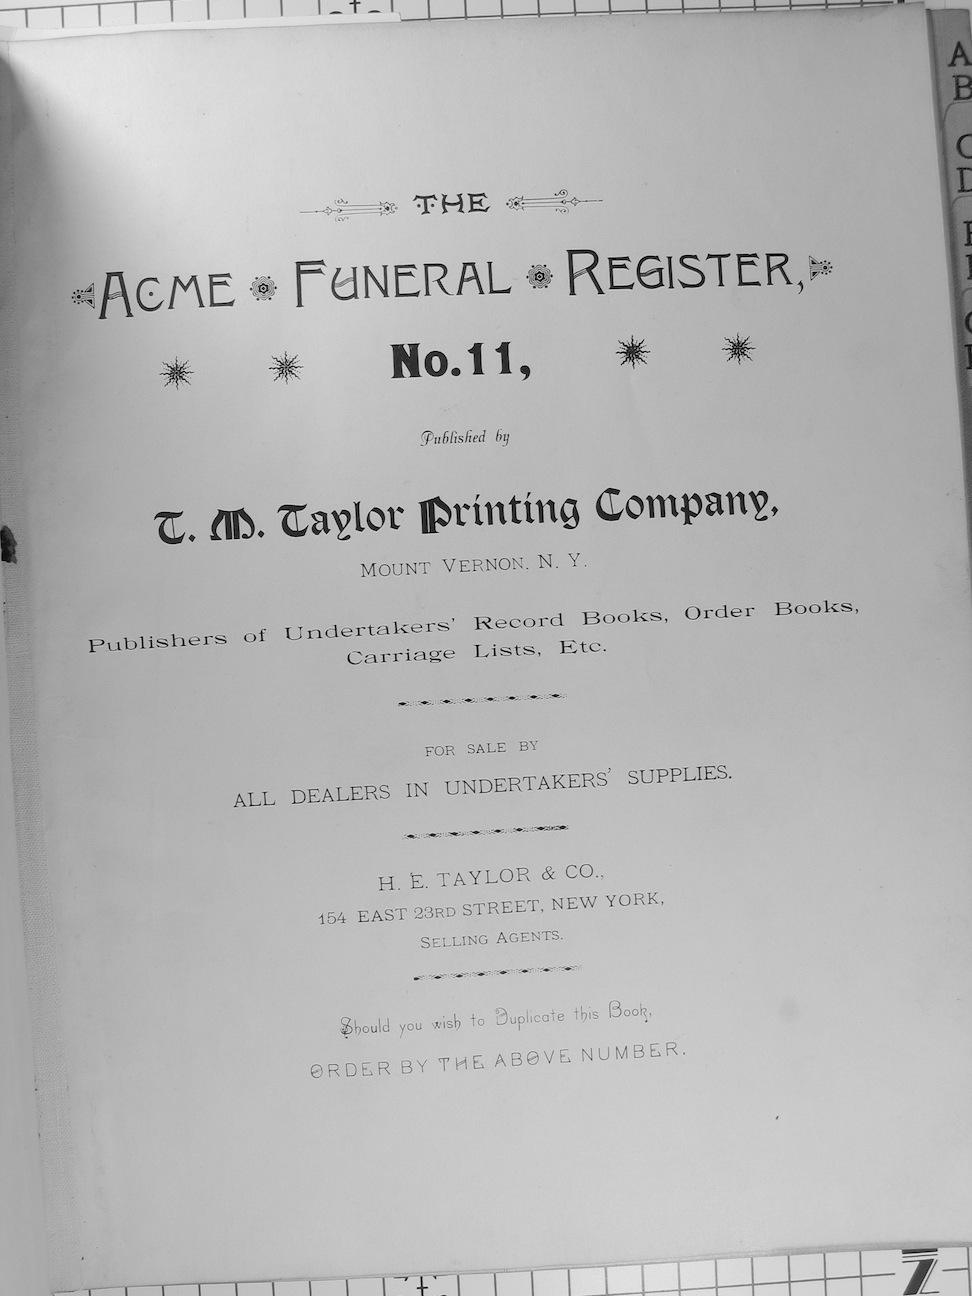 THE
ACME FUNERAL REGISTER,
No. 11,
Published by
T. M. Taylor Printing Company,
MOUNT VERNON, N. Y.
Publishers of Undertakers' Record Books, Order Books,
Carriage Lists, Etc.
FOR SALE BY
ALL DEALERS IN UNDERTAKERS' SUPPLIES.
H. E. TAYLOR & CO.,
154 EAST 23RD STREET, NEW YORK,
SELLING AGENTS.
Should you wish to Duplicate this Book,
ORDER BY THE ABOVE NUMBER.
A
B
C
D